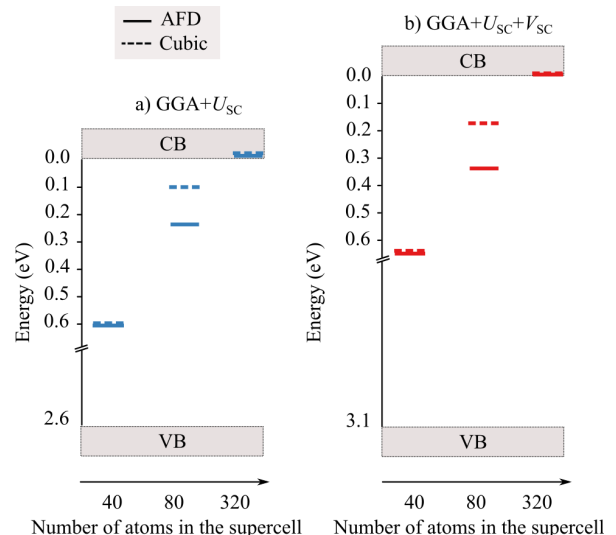 AFD
Cubic
a) GGA+U_SC
CB
0.0
0.1
0.2
0.3
0.4
0.5
0.6
2.6
VB
Energy (eV)
40 80 320
Number of atoms in the supercell
b) GGA+U_SC+V_SC
CB
0.0
0.1
0.2
0.3
0.4
0.5
0.6
3.1
VB
Energy (eV)
40 80 320
Number of atoms in the supercell